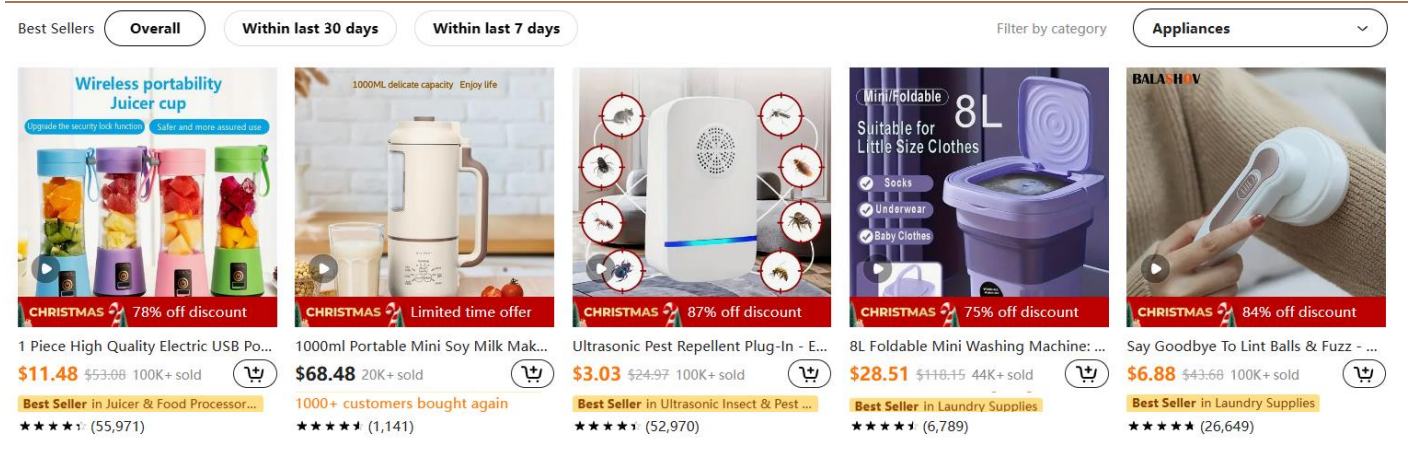 Best Sellers Overall Within last 30 days Within last 7 days Filter by category Appliances
Wireless portability
Juicer cup
Upgrade the security lock function Safer and more assured use
CHRISTMAS 78% off discount
1 Piece High Quality Electric USB Po...
$11.48 $53.08 100K+ sold
Best Seller in Juicer & Food Processor...
(55,971)
1000ML delicate capacity Enjoy life
CHRISTMAS Limited time offer
1000ml Portable Mini Soy Milk Mak...
$68.48 20K+ sold
1000+ customers bought again
(1,141)
CHRISTMAS 87% off discount
Ultrasonic Pest Repellent Plug-In - E...
$3.03 $24.97 100K+ sold
Best Seller in Ultrasonic Insect & Pest ...
(52,970)
Mini/Foldable 8L
Suitable for
Little Size Clothes
Socks
Underwear
Baby Clothes
CHRISTMAS 75% off discount
8L Foldable Mini Washing Machine: ...
$28.51 $118.15 44K+ sold
Best Seller in Laundry Supplies
(6,789)
BALASHOV
CHRISTMAS 84% off discount
Say Goodbye To Lint Balls & Fuzz - ...
$6.88 $43.68 100K+ sold
Best Seller in Laundry Supplies
(26,649)